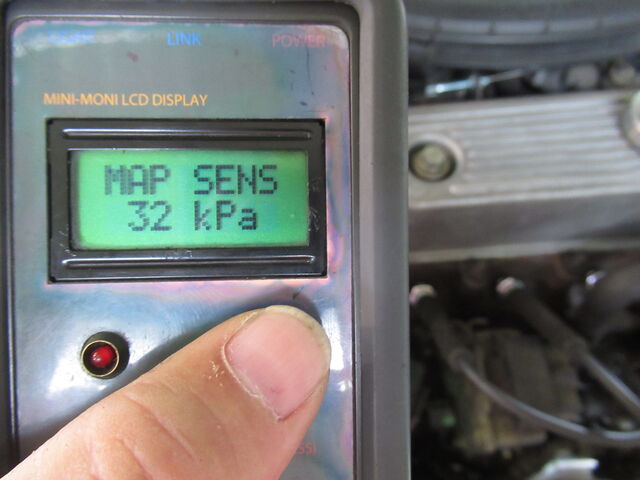 LINK
POWER
MINI-MONI LCD DISPLAY
MAP SENS
32 kPa